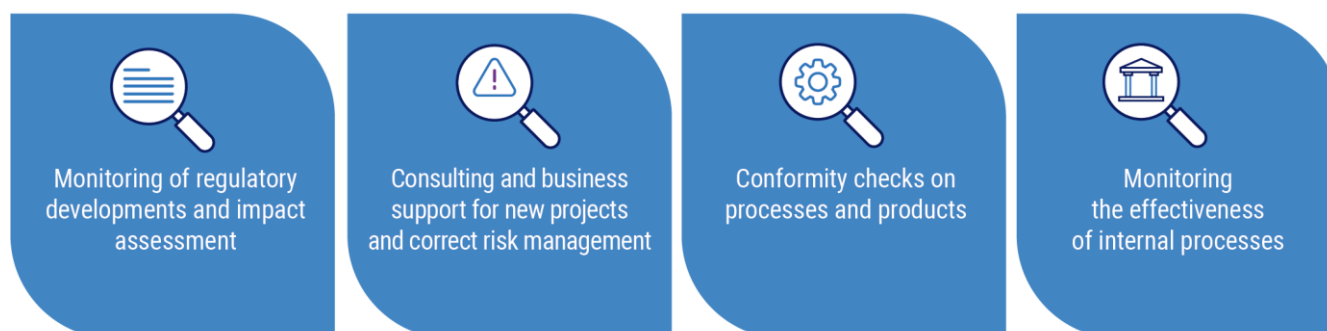 Monitoring of regulatory
developments and impact
assessment
Consulting and business
support for new projects
and correct risk management
Conformity checks on
processes and products
Monitoring
the effectiveness
of internal processes